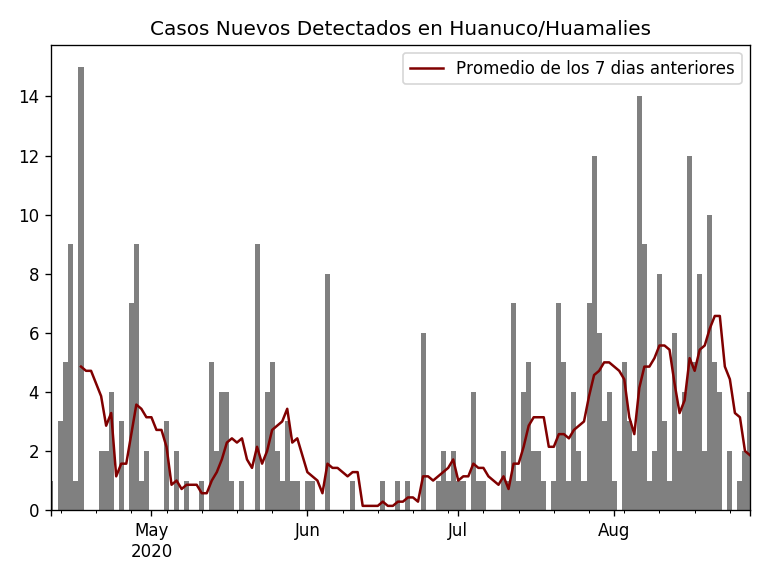 Casos Nuevos Detectados en Huanuco/Huamalies
Promedio de los 7 dias anteriores
14
12
10
8
6
4
2
0
May
2020
Jun
Jul
Aug